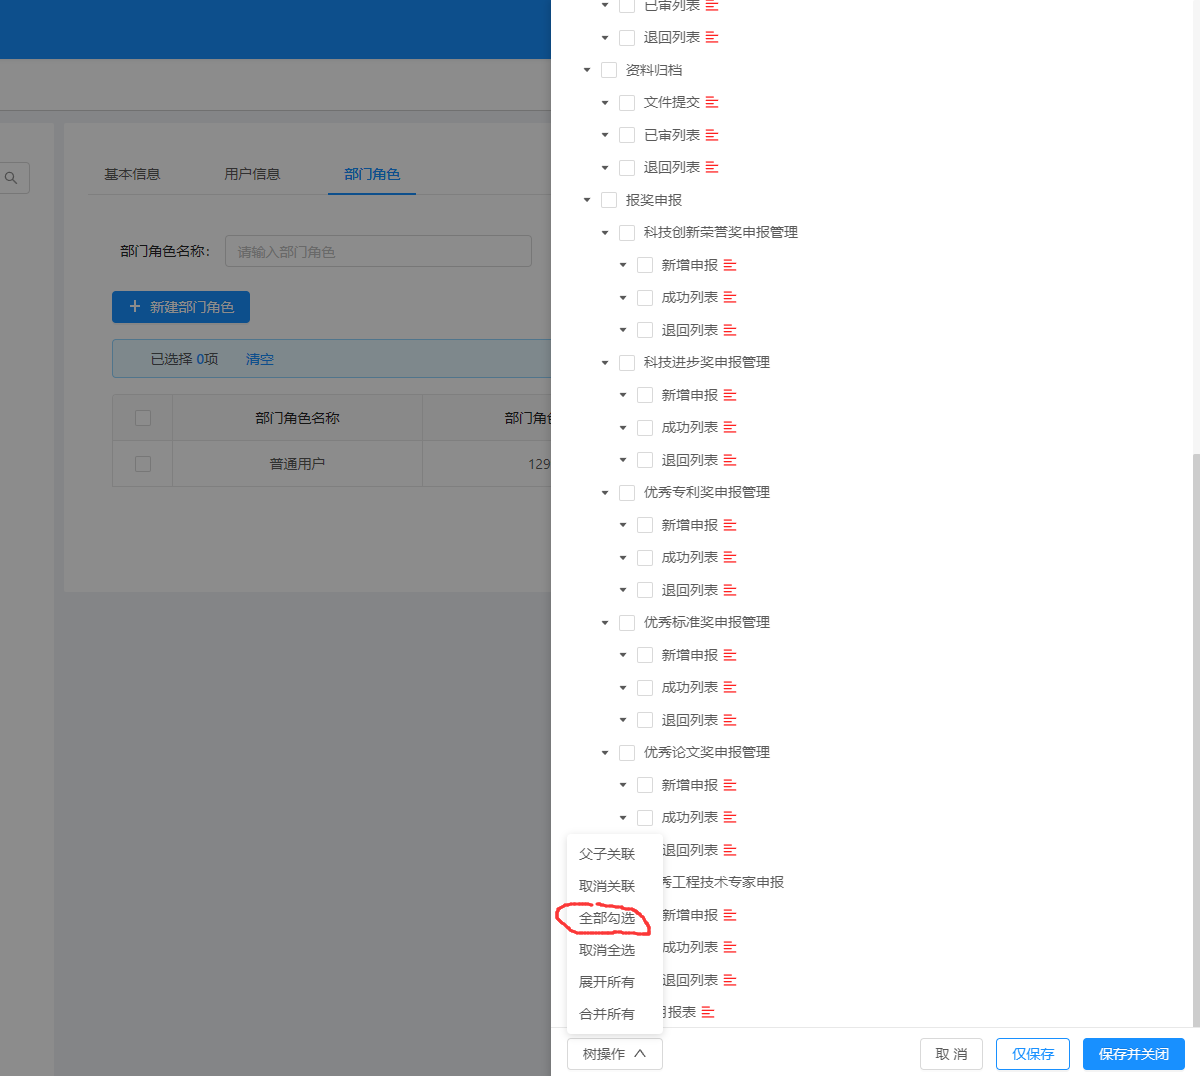 基本信息
用户信息
部门角色
部门角色名称：
请输入部门角色
新建部门角色
已选择 0项
清空
部门角色名称
部门角色
普通用户
129
已审列表
退回列表
资料归档
文件提交
已审列表
退回列表
报奖申报
科技创新荣誉奖申报管理
新增申报
成功列表
退回列表
科技进步奖申报管理
新增申报
成功列表
退回列表
优秀专利奖申报管理
新增申报
成功列表
退回列表
优秀标准奖申报管理
新增申报
成功列表
退回列表
优秀论文奖申报管理
新增申报
成功列表
退回列表
秀工程技术专家申报
新增申报
成功列表
退回列表
报表
父子关联
取消关联
全部勾选
取消全选
展开所有
合并所有
树操作
取 消
仅保存
保存并关闭